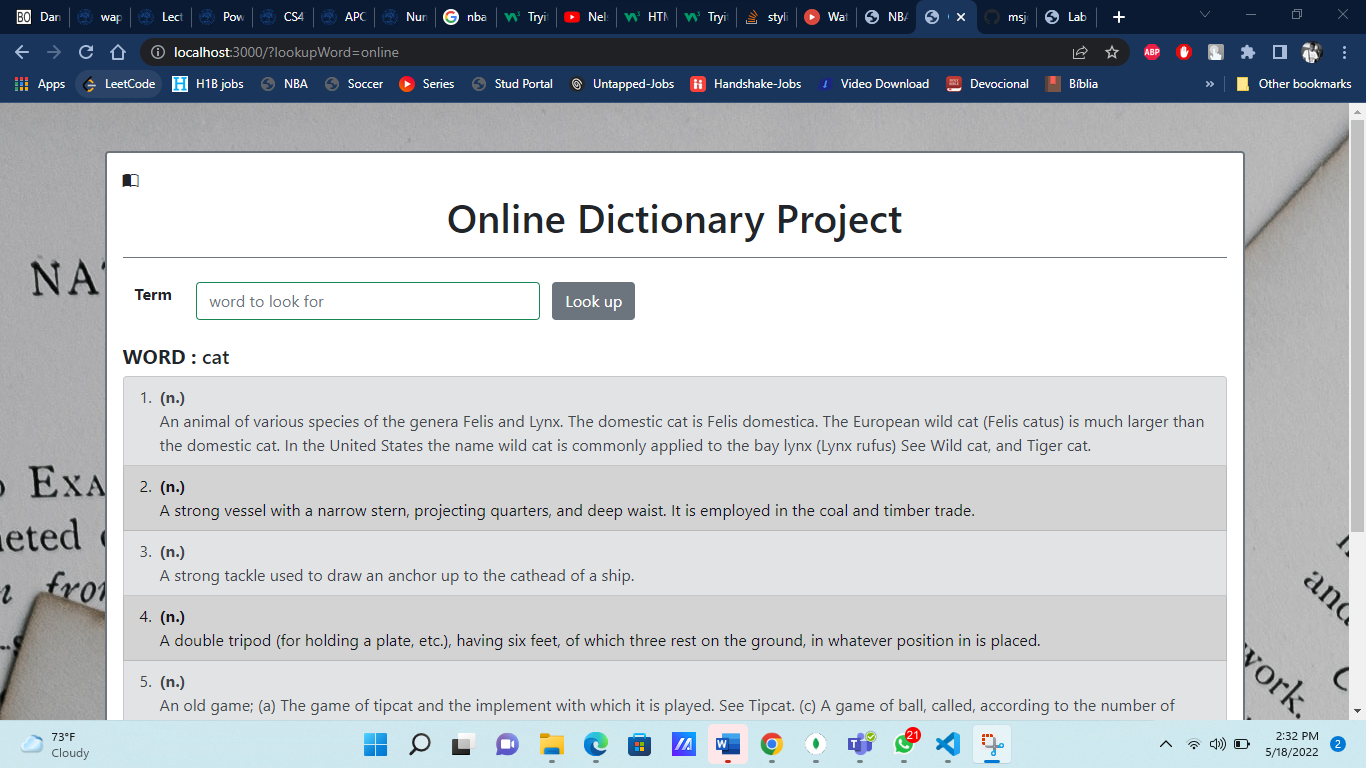 BO Dan
wap
Lect
Pow
CS4
APC
Nun
G nba
Tryit
Nel
HTM
Tryi
styli
Wat
NBA
msj
Lab
localhost:3000/?lookupWord=online
ABP
Apps LeetCode H H1B jobs NBA Soccer Series Stud Portal Untapped-Jobs Handshake-Jobs Video Download Devocional Bíblia » Other bookmarks
Online Dictionary Project
Term word to look for Look up
WORD : cat
1. (n.)
An animal of various species of the genera Felis and Lynx. The domestic cat is Felis domestica. The European wild cat (Felis catus) is much larger than
the domestic cat. In the United States the name wild cat is commonly applied to the bay lynx (Lynx rufus) See Wild cat, and Tiger cat.
2. (n.)
A strong vessel with a narrow stern, projecting quarters, and deep waist. It is employed in the coal and timber trade.
3. (n.)
A strong tackle used to draw an anchor up to the cathead of a ship.
4. (n.)
A double tripod (for holding a plate, etc.), having six feet, of which three rest on the ground, in whatever position in is placed.
5. (n.)
An old game; (a) The game of tipcat and the implement with which it is played. See Tipcat. (c) A game of ball, called, according to the number of
NA
EXA
eted
from
and
work.
73°F
Cloudy
21
2:32 PM
5/18/2022
2